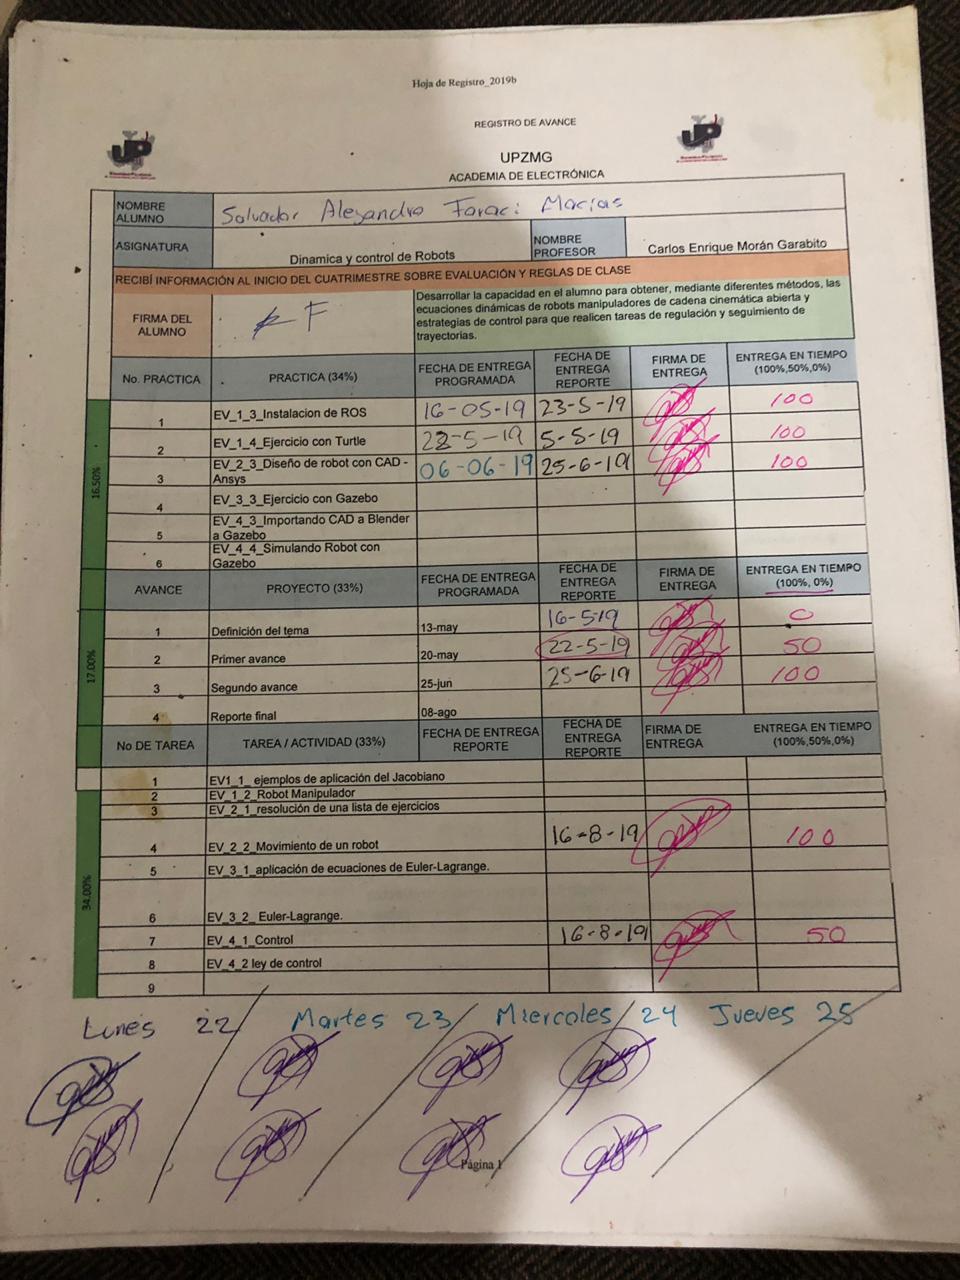 Hoja de Registro_2019b
REGISTRO DE AVANCE
UPZMG
ACADEMIA DE ELECTRÓNICA
NOMBRE ALUMNO Salvador Alejandro Macias
ASIGNATURA Dinamica y control de Robots NOMBRE PROFESOR Carlos Enrique Morán Garabito
RECIBÍ INFORMACIÓN AL INICIO DEL CUATRIMESTRE SOBRE EVALUACIÓN Y REGLAS DE CLASE
FIRMA DEL ALUMNO
Desarrollar la capacidad en el alumno para obtener, mediante diferentes métodos, las
ecuaciones dinámicas de robots manipuladores de cadena cinemática abierta y
estrategias de control para que realicen tareas de regulación y seguimiento de
trayectorias.
No. PRACTICA PRACTICA (34%) FECHA DE ENTREGA PROGRAMADA FECHA DE ENTREGA REPORTE FIRMA DE ENTREGA ENTREGA EN TIEMPO (100%,50%,0%)
16.50%
1 EV_1_3_Instalacion de ROS 16-05-19 23-5-19 100
2 EV_1_4_Ejercicio con Turtle 22-5-19 5-5-19 100
3 EV_2_3_Diseño de robot con CAD - Ansys 06-06-19 25-6-19 100
4 EV_3_3_Ejercicio con Gazebo
5 EV_4_3_Importando CAD a Blender a Gazebo
6 EV_4_4_Simulando Robot con Gazebo
AVANCE PROYECTO (33%) FECHA DE ENTREGA PROGRAMADA FECHA DE ENTREGA REPORTE FIRMA DE ENTREGA ENTREGA EN TIEMPO (100%, 0%)
17.00%
1 Definición del tema 13-may 16-5-19 0
2 Primer avance 20-may 22-5-19 50
3 Segundo avance 25-jun 25-6-19 100
4 Reporte final 08-ago
No DE TAREA TAREA / ACTIVIDAD (33%) FECHA DE ENTREGA REPORTE FECHA DE ENTREGA REPORTE FIRMA DE ENTREGA ENTREGA EN TIEMPO (100%,50%,0%)
34.00%
1 EV1_1_ ejemplos de aplicación del Jacobiano
2 EV_1_2_Robot Manipulador
3 EV_2_1_resolución de una lista de ejercicios
4 EV_2_2_Movimiento de un robot 16-8-19 100
5 EV_3_1_aplicación de ecuaciones de Euler-Lagrange.
6 EV_3_2_ Euler-Lagrange.
7 EV_4_1_Control 16-8-19 50
8 EV_4_2 ley de control
9
Lunes 22 / Martes 23 / Miercoles 24 Jueves 25
Página 1